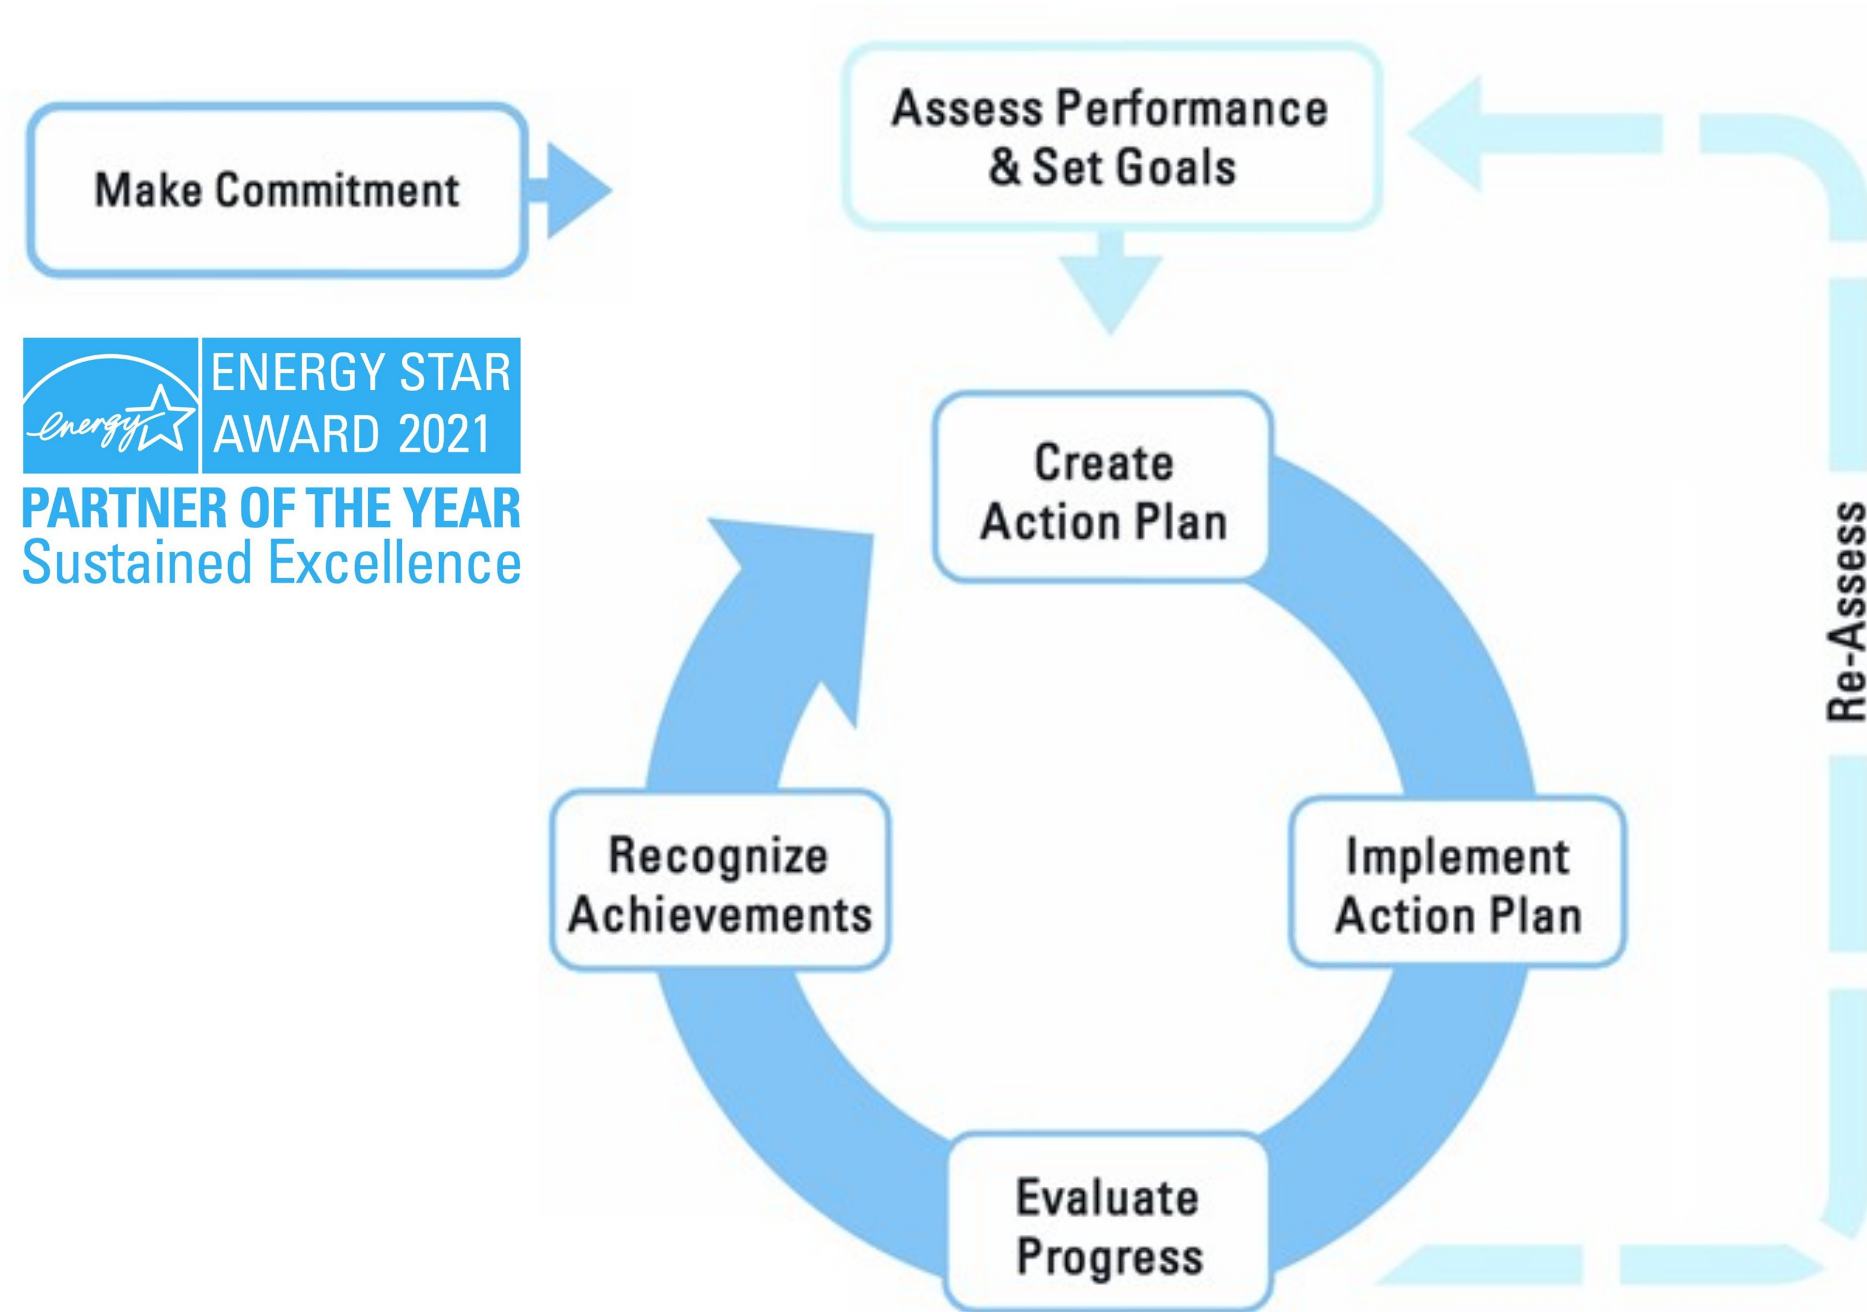 Make Commitment
Assess Performance
& Set Goals
energy
ENERGY STAR
AWARD 2021
PARTNER OF THE YEAR
Sustained Excellence
Create
Action Plan
Re-Assess
Recognize
Achievements
Implement
Action Plan
Evaluate
Progress